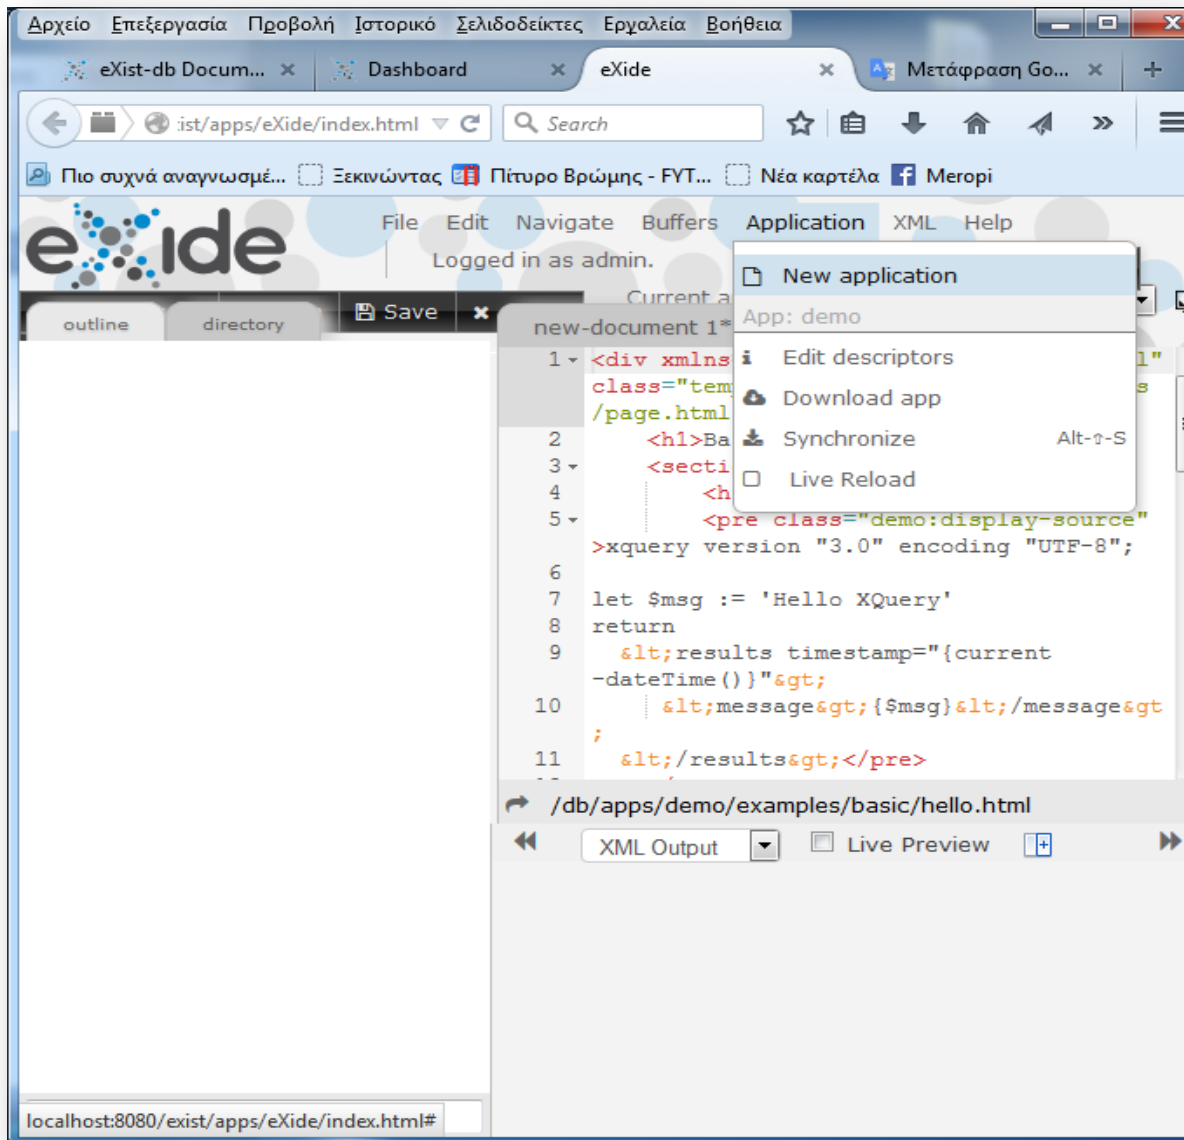 Αρχείο Επεξεργασία Προβολή Ιστορικό Σελιδοδείκτες Εργαλεία Βοήθεια
eXist-db Docum... Dashboard eXide Μετάφραση Go...
:ist/apps/eXide/index.html Search
Πιο συχνά αναγνωσμέ... Ξεκινώντας Πίτυρο Βρώμης - FYT... Νέα καρτέλα Meropi
eXide
File Edit Navigate Buffers Application XML Help
Logged in as admin.
New application
Current a
App: demo
Edit descriptors
Download app
Synchronize Alt-⇧-S
Live Reload
outline directory Save
new-document 1*
1 <div xmlns l"
class="tem s
/page.html
2 <h1>Ba
3 <secti
4 <h
5 <pre class="demo:display-source"
>xquery version "3.0" encoding "UTF-8";
6
7 let $msg := 'Hello XQuery'
8 return
9 &lt;results timestamp="{current
-dateTime()}"&gt;
10 &lt;message&gt;{$msg}&lt;/message&gt
;
11 &lt;/results&gt;</pre>
/db/apps/demo/examples/basic/hello.html
XML Output Live Preview
localhost:8080/exist/apps/eXide/index.html#